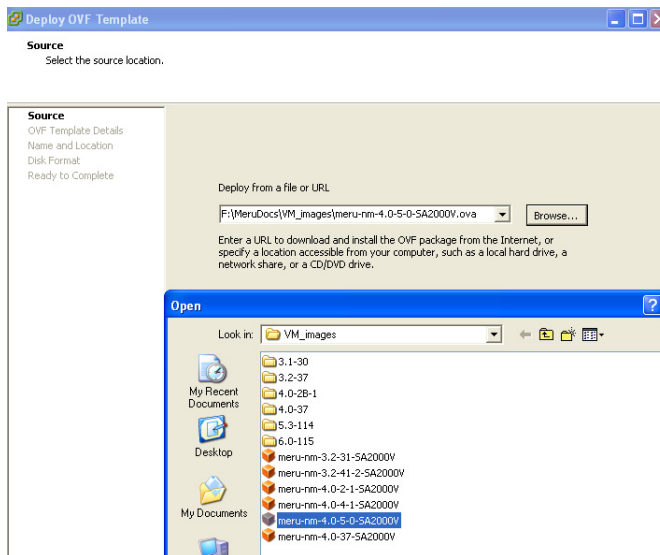 Deploy OVF Template
Source
Select the source location.
Source
OVF Template Details
Name and Location
Disk Format
Ready to Complete
Deploy from a file or URL
F:\MeruDocs\VM_images\meru-nm-4.0-5-0-SA2000V.ova
Browse...
Enter a URL to download and install the OVF package from the Internet, or
specify a location accessible from your computer, such as a local hard drive, a
network share, or a CD/DVD drive.
Open
?
Look in:
VM_images
My Recent
Documents
Desktop
My Documents
3.1-30
3.2-37
4.0-2B-1
4.0-37
5.3-114
6.0-115
meru-nm-3.2-31-SA2000V
meru-nm-3.2-41-2-SA2000V
meru-nm-4.0-2-1-SA2000V
meru-nm-4.0-4-1-SA2000V
meru-nm-4.0-5-0-SA2000V
meru-nm-4.0-37-SA2000V